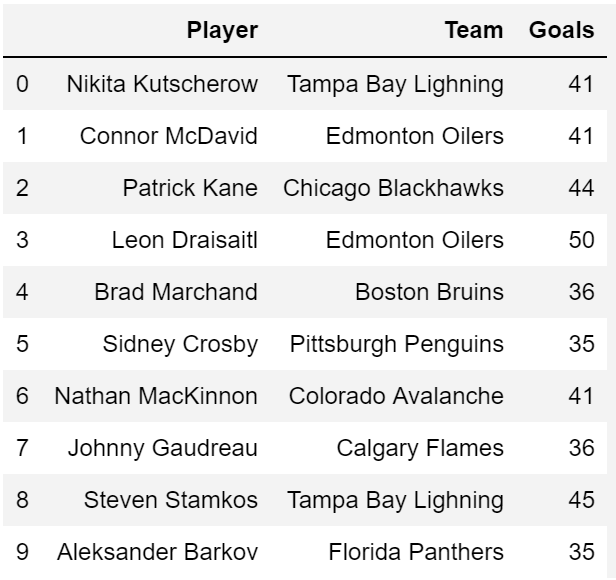 Player Team Goals
0 Nikita Kutscherow Tampa Bay Lighning 41
1 Connor McDavid Edmonton Oilers 41
2 Patrick Kane Chicago Blackhawks 44
3 Leon Draisaitl Edmonton Oilers 50
4 Brad Marchand Boston Bruins 36
5 Sidney Crosby Pittsburgh Penguins 35
6 Nathan MacKinnon Colorado Avalanche 41
7 Johnny Gaudreau Calgary Flames 36
8 Steven Stamkos Tampa Bay Lighning 45
9 Aleksander Barkov Florida Panthers 35